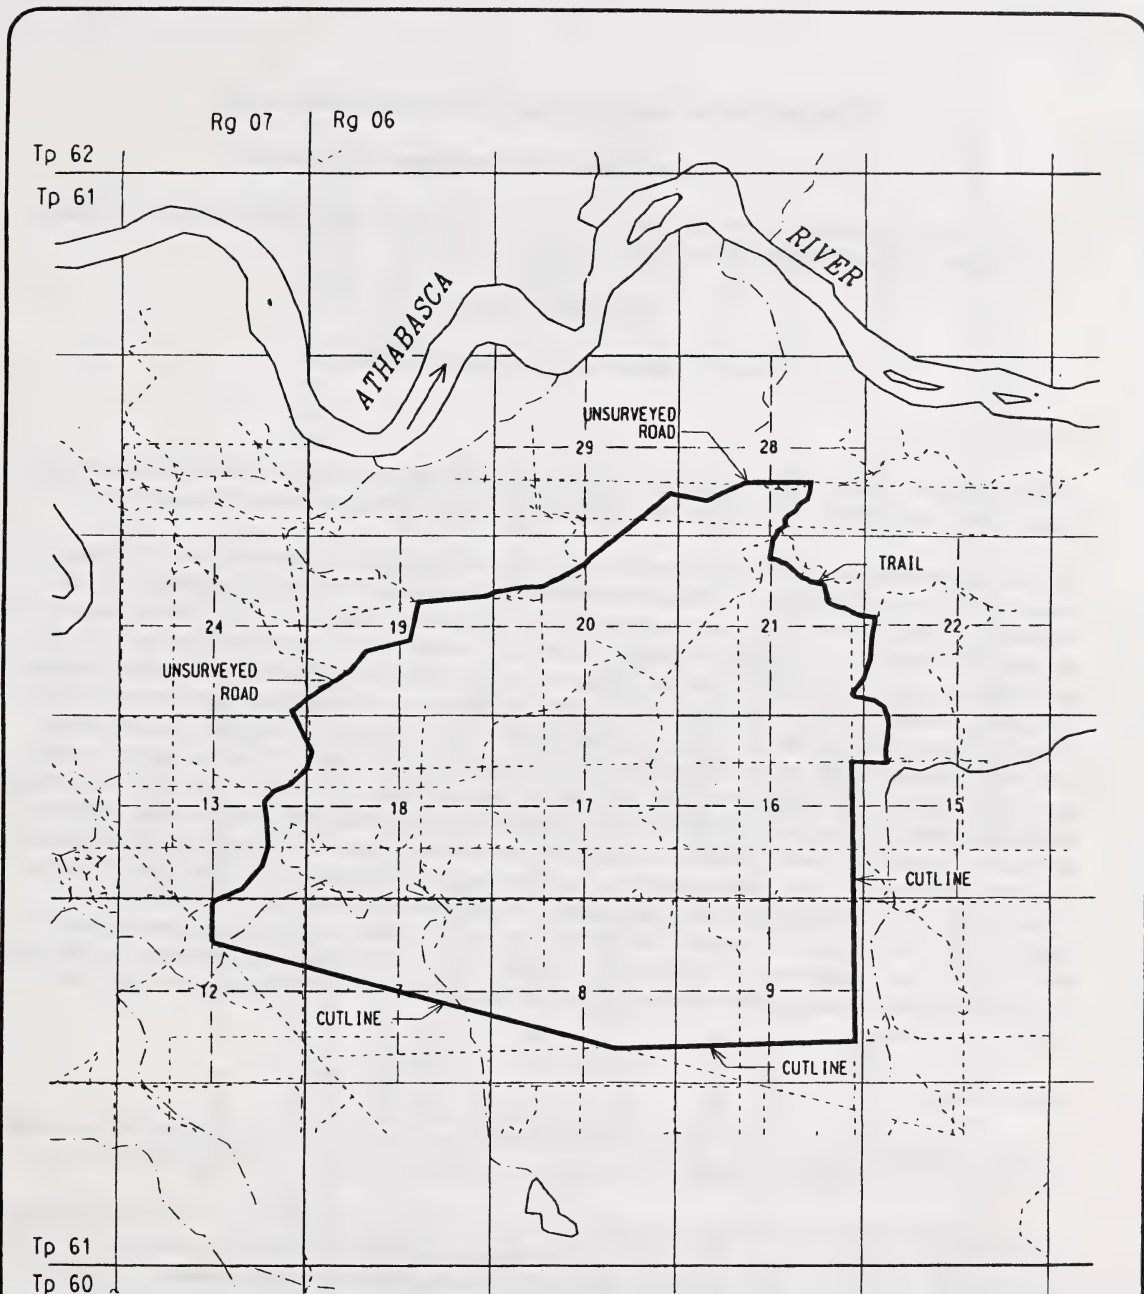 Rg 07
Rg 06
Tp 62
Tp 61
ATHABASCA
RIVER
UNSURVEYED
ROAD
29
28
TRAIL
24
19
20
21
22
UNSURVEYED
ROAD
13
18
17
16
15
CUTLINE
12
7
8
9
CUTLINE
CUTLINE
Tp 61
Tp 60